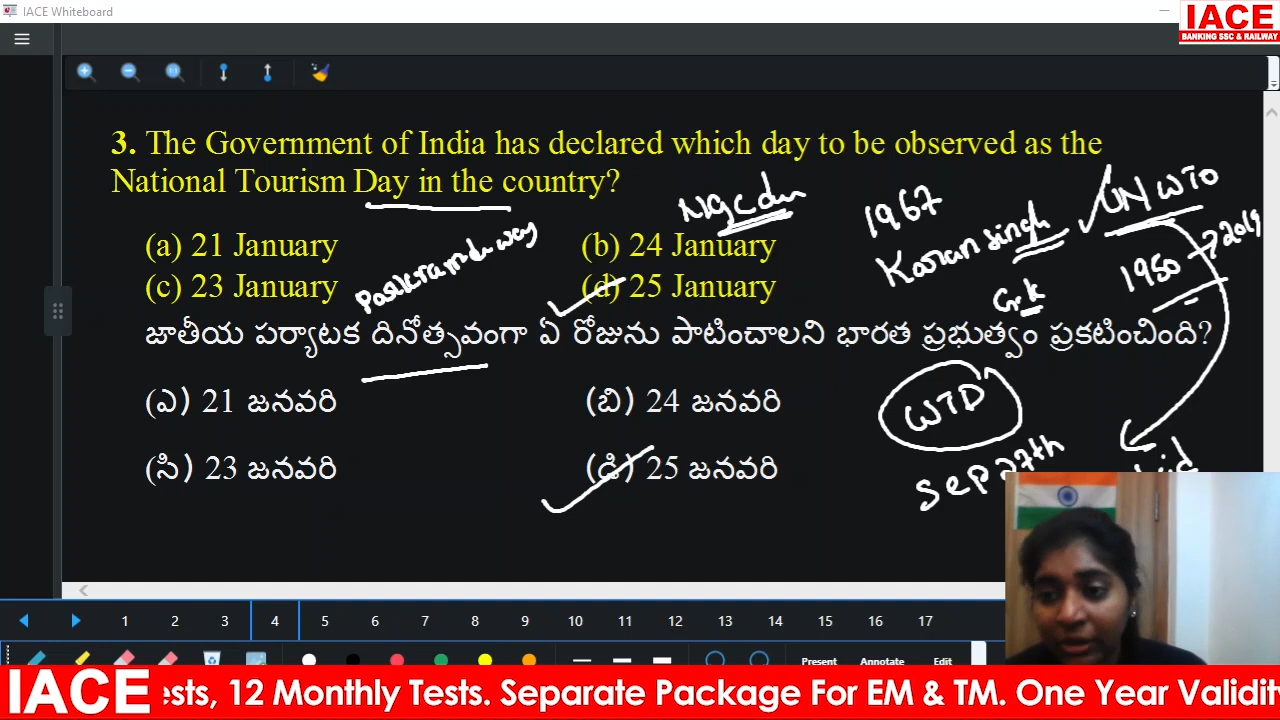 IACE Whiteboard
IACE
BANKING SSC & RAILWAY
3. The Government of India has declared which day to be observed as the
National Tourism Day in the country?
(a) 21 January
(b) 24 January
(c) 23 January
(d) 25 January
జాతీయ పర్యాటక దినోత్సవంగా ఏ రోజును పాటించాలని భారత ప్రభుత్వం ప్రకటించింది?
(ఎ) 21 జనవరి
(బి) 24 జనవరి
(సి) 23 జనవరి
(డి) 25 జనవరి
1967
Karan Singh
UNWTO
1980 → 2019
WTD
Sep 27th
1 2 3 4 5 6 7 8 9 10 11 12 13 14 15 16 17
Present Annotate Edit
IACE
ests, 12 Monthly Tests. Separate Package For EM & TM. One Year Validit